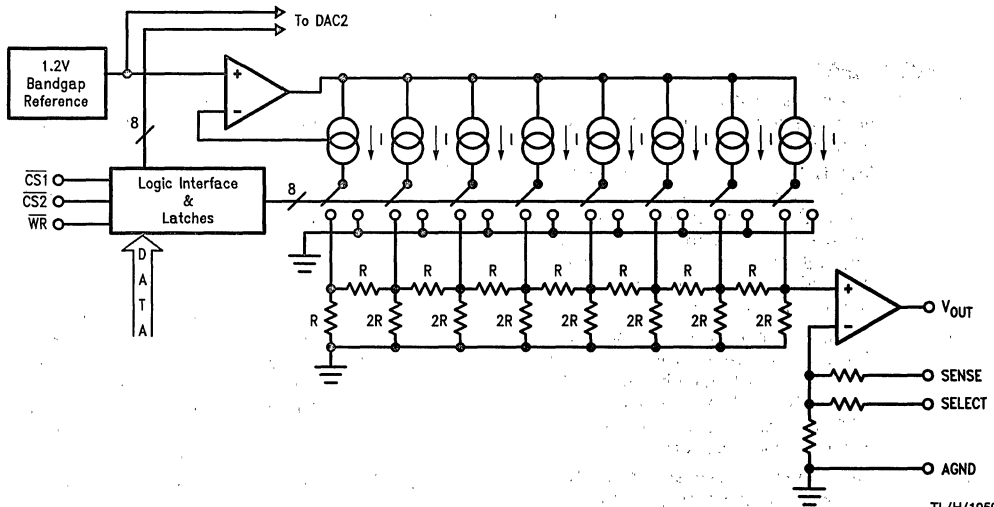 To DAC2
1.2V
Bandgap
Reference
+
−
8
I I I I I I I I
CS1
CS2
WR
Logic Interface
&
Latches
8
D
A
T
A
R R R R R R R
R 2R 2R 2R 2R 2R 2R 2R
+
−
VOUT
SENSE
SELECT
AGND